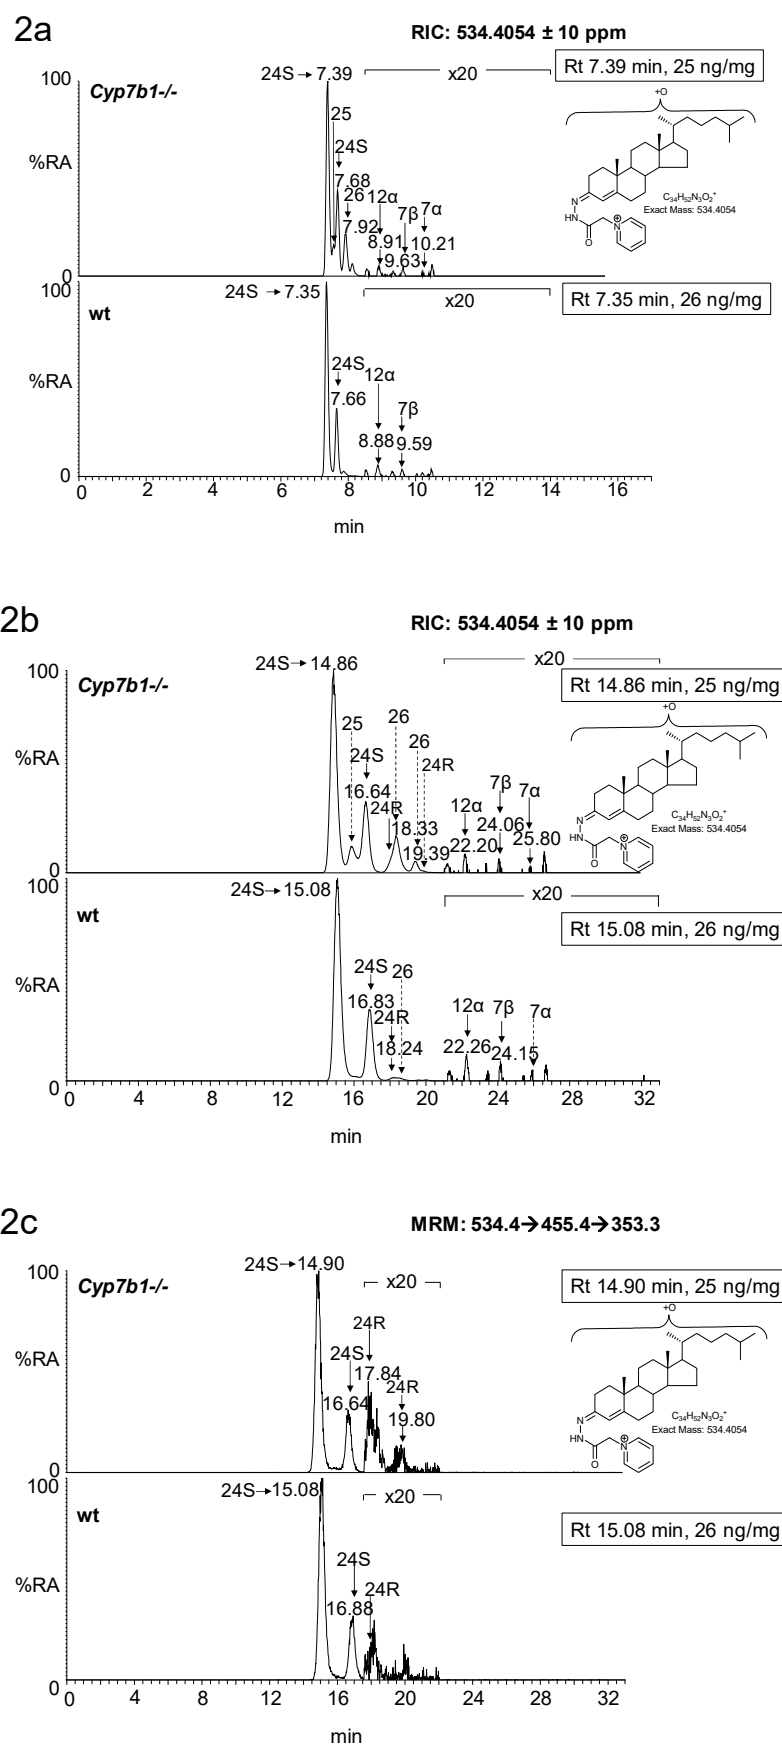 2a
RIC: 534.4054 ± 10 ppm
24S → 7.39
x20
Rt 7.39 min, 25 ng/mg
100
Cyp7b1-/-
25
24S
7.68
26
7.92
12α
8.91
7β
9.63
7α
10.21
%RA
0
+O
N
HN
O
N
+
C₃₄H₅₂N₃O₂⁺
Exact Mass: 534.4054
24S → 7.35
x20
Rt 7.35 min, 26 ng/mg
100
wt
24S
7.66
12α
8.88
7β
9.59
%RA
0
0 2 4 6 8 10 12 14 16
min
2b
RIC: 534.4054 ± 10 ppm
24S→14.86
x20
Rt 14.86 min, 25 ng/mg
100
Cyp7b1-/-
25
24S
16.64
26
24R
18.33
26
24R
19.39
12α
22.20
7β
24.06
7α
25.80
%RA
0
+O
N
HN
O
N
+
C₃₄H₅₂N₃O₂⁺
Exact Mass: 534.4054
24S→15.08
x20
Rt 15.08 min, 26 ng/mg
100
wt
24S
16.83
26
24R
18.24
12α
22.26
7β
24.15
7α
%RA
0
0 4 8 12 16 20 24 28 32
min
2c
MRM: 534.4→455.4→353.3
24S→14.90
x20
Rt 14.90 min, 25 ng/mg
100
Cyp7b1-/-
24S
16.64
24R
17.84
24R
19.80
%RA
0
+O
N
HN
O
N
+
C₃₄H₅₂N₃O₂⁺
Exact Mass: 534.4054
24S→15.08
x20
Rt 15.08 min, 26 ng/mg
100
wt
24S
16.88
24R
%RA
0
0 4 8 12 16 20 24 28 32
min